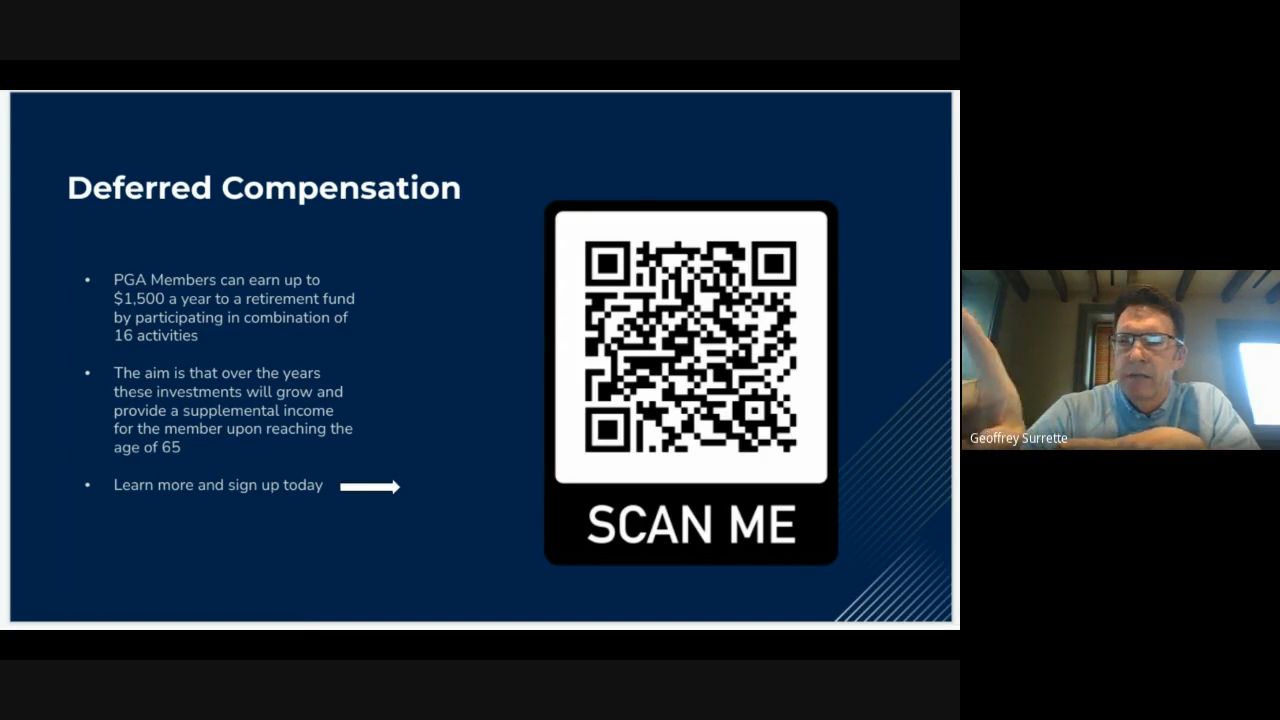 Deferred Compensation
• PGA Members can earn up to
$1,500 a year to a retirement fund
by participating in combination of
16 activities
• The aim is that over the years
these investments will grow and
provide a supplemental income
for the member upon reaching the
age of 65
• Learn more and sign up today
SCAN ME
Geoffrey Surrette